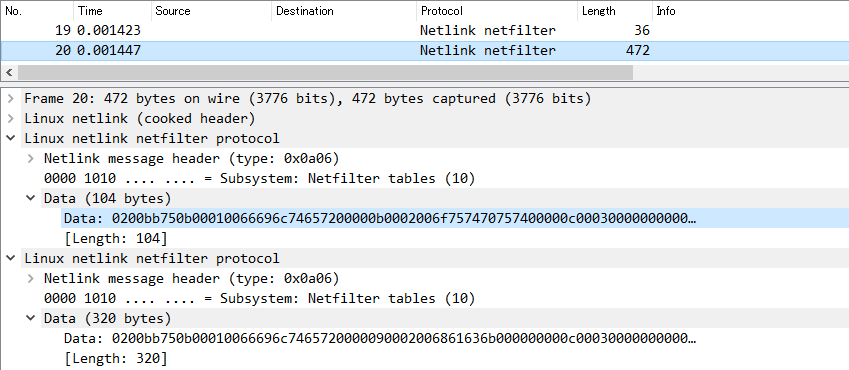 No. Time Source Destination Protocol Length Info
19 0.001423 Netlink netfilter 36
20 0.001447 Netlink netfilter 472
Frame 20: 472 bytes on wire (3776 bits), 472 bytes captured (3776 bits)
Linux netlink (cooked header)
Linux netlink netfilter protocol
Netlink message header (type: 0x0a06)
0000 1010 .... .... = Subsystem: Netfilter tables (10)
Data (104 bytes)
Data: 0200bb750b00010066696c74657200000b0002006f757470757400000c00030000000000…
[Length: 104]
Linux netlink netfilter protocol
Netlink message header (type: 0x0a06)
0000 1010 .... .... = Subsystem: Netfilter tables (10)
Data (320 bytes)
Data: 0200bb750b00010066696c7465720000090002006861636b000000000c00030000000000…
[Length: 320]